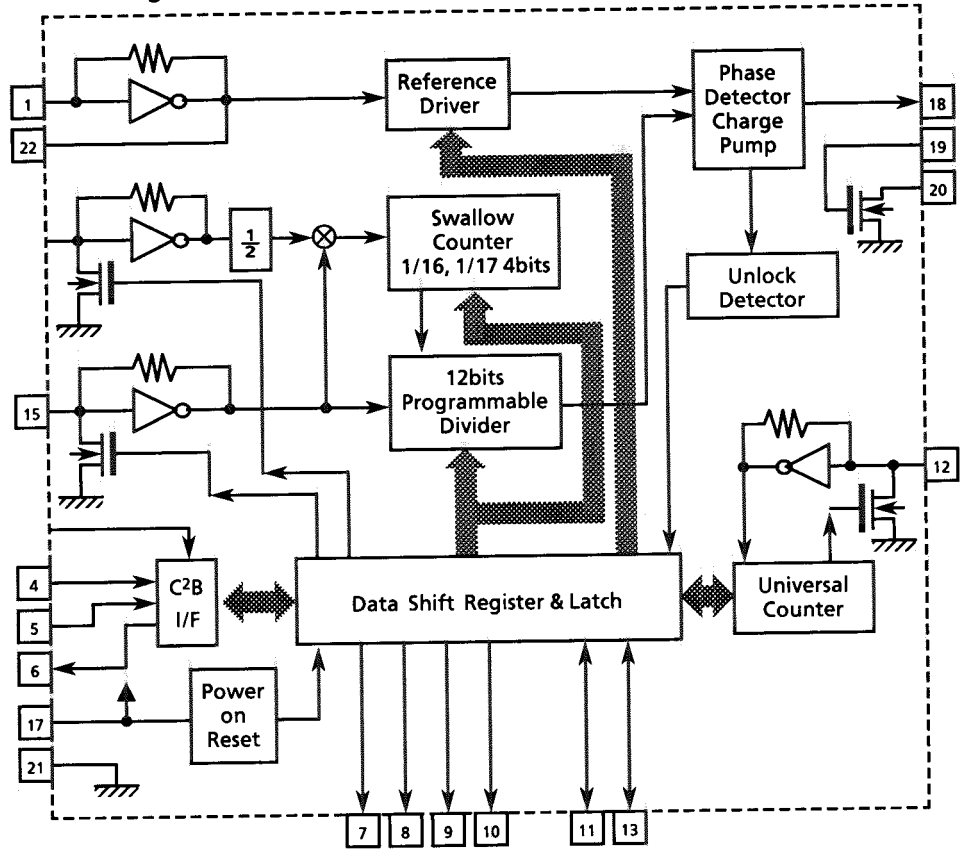 1
22
Reference
Driver
Phase
Detector
Charge
Pump
18
19
20
1
2
Swallow
Counter
1/16, 1/17 4bits
Unlock
Detector
15
12bits
Programmable
Divider
12
4
5
6
17
21
C²B
I/F
Data Shift Register & Latch
Universal
Counter
Power
on
Reset
7
8
9
10
11
13